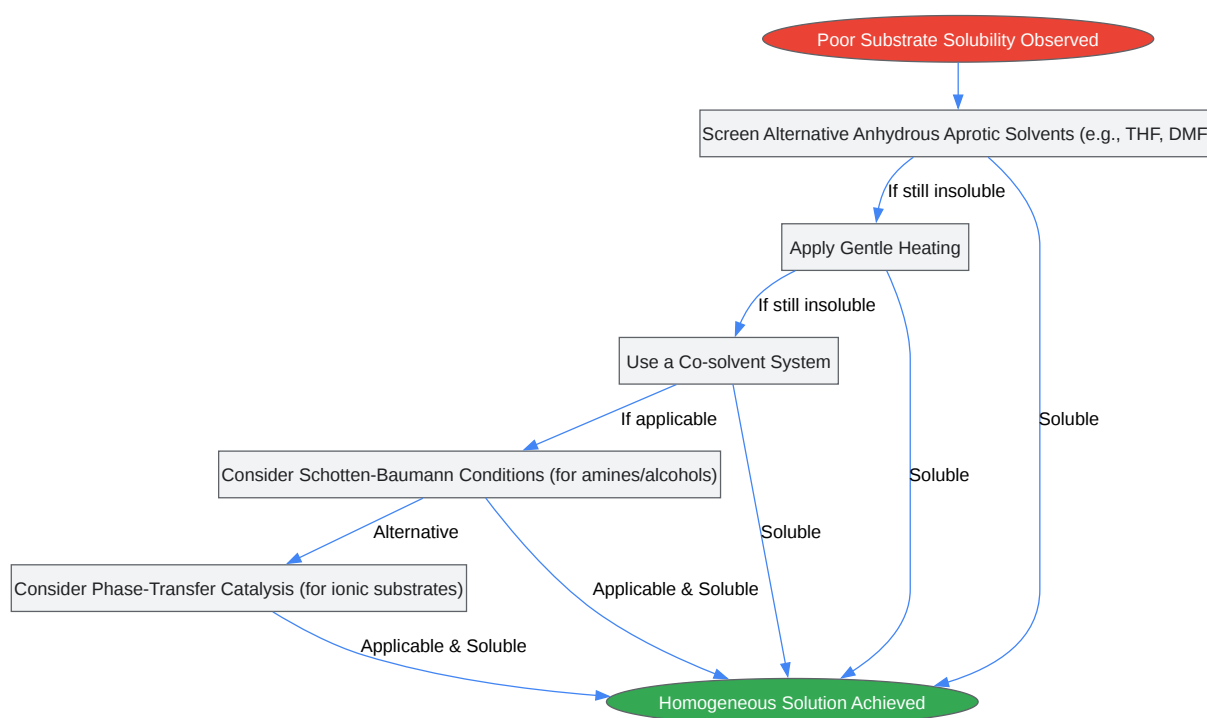 Poor Substrate Solubility Observed
Screen Alternative Anhydrous Aprotic Solvents (e.g., THF, DMF
If still insoluble
Apply Gentle Heating
If still insoluble
Use a Co-solvent System
If applicable
Soluble
Consider Schotten-Baumann Conditions (for amines/alcohols)
Soluble
Alternative
Soluble
Consider Phase-Transfer Catalysis (for ionic substrates)
Applicable & Soluble
Applicable & Soluble
Homogeneous Solution Achieved